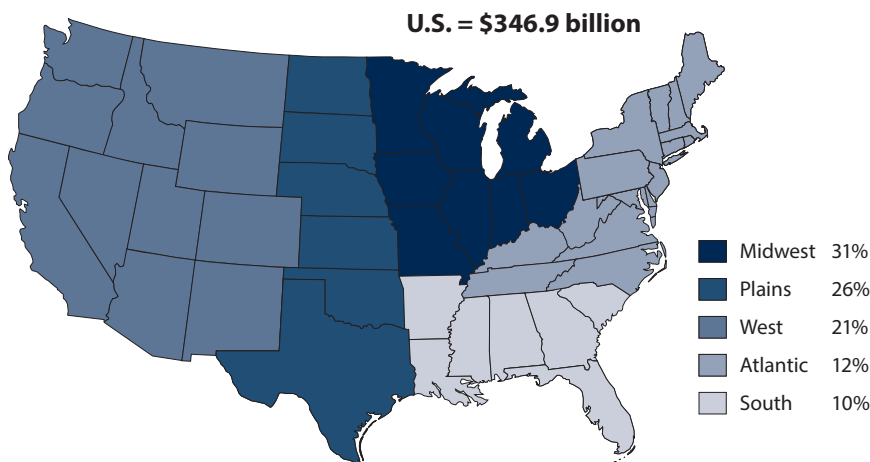 U.S. = $346.9 billion
Midwest 31%
Plains 26%
West 21%
Atlantic 12%
South 10%